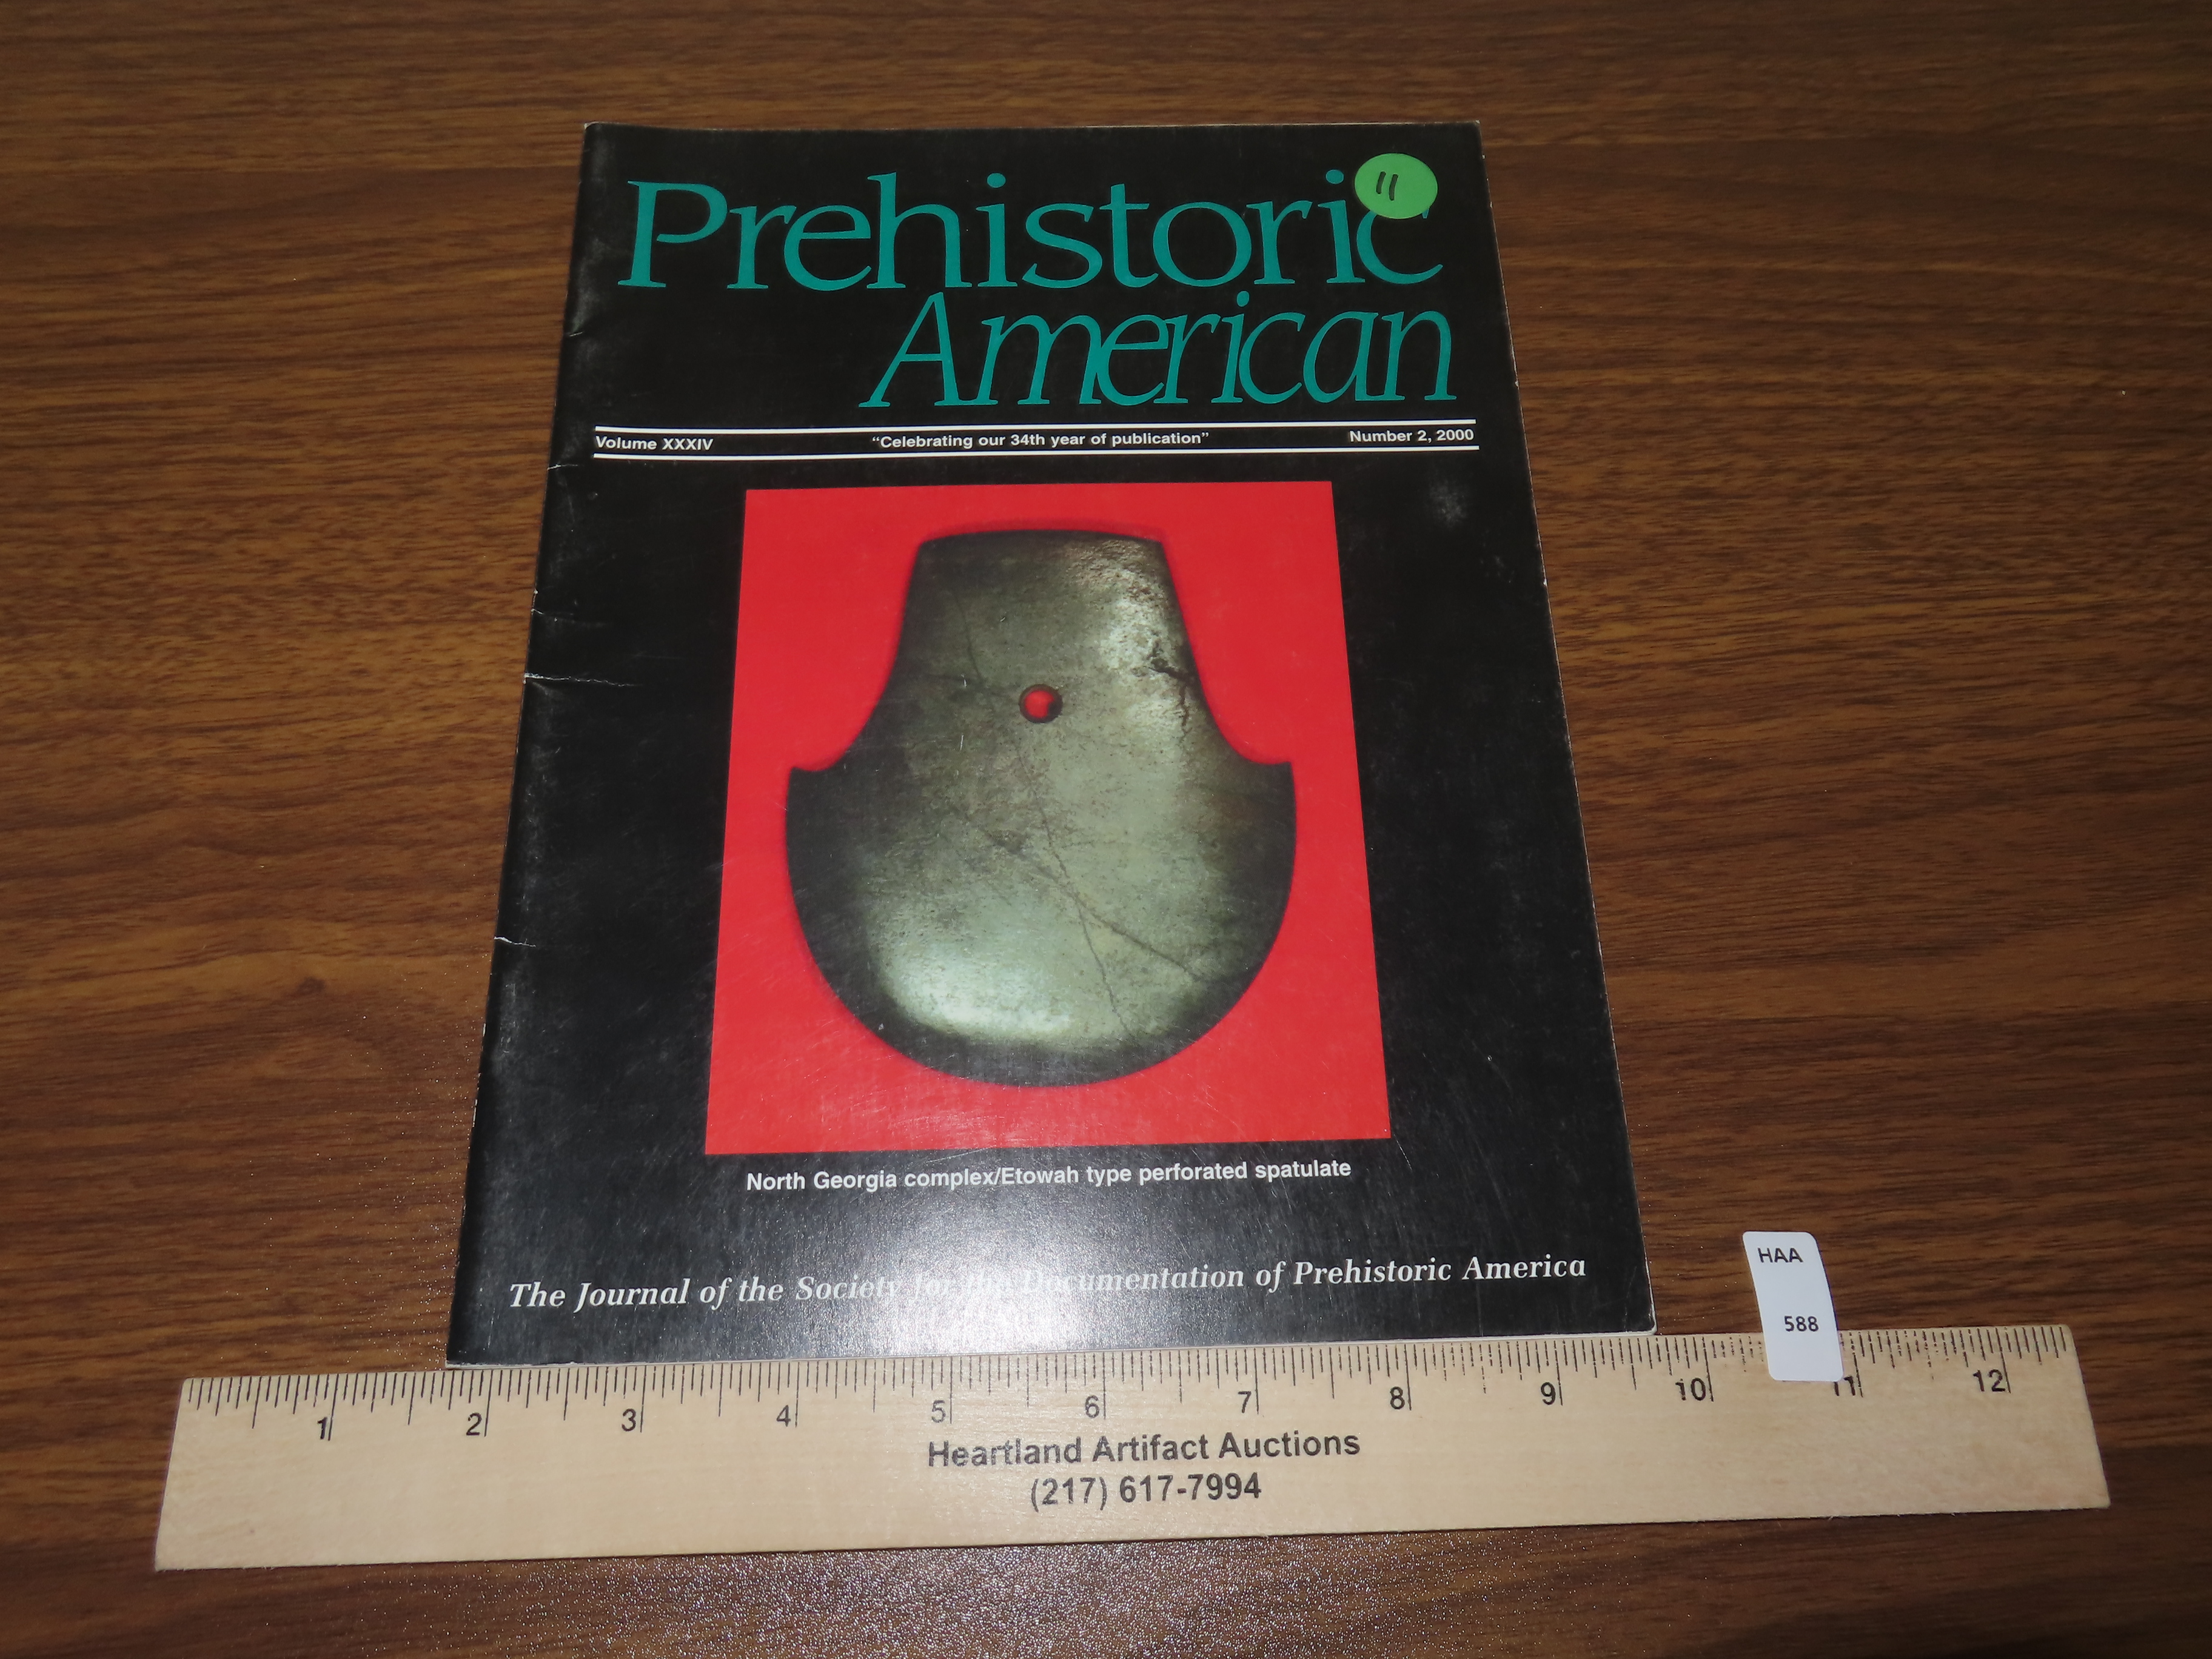 11
Prehistoric
American
Volume XXXIV "Celebrating our 34th year of publication" Number 2, 2000
North Georgia complex/Etowah type perforated spatulate
The Journal of the Society for the Documentation of Prehistoric America
HAA
588
1 2 3 4 5 6 7 8 9 10 11 12
Heartland Artifact Auctions
(217) 617-7994